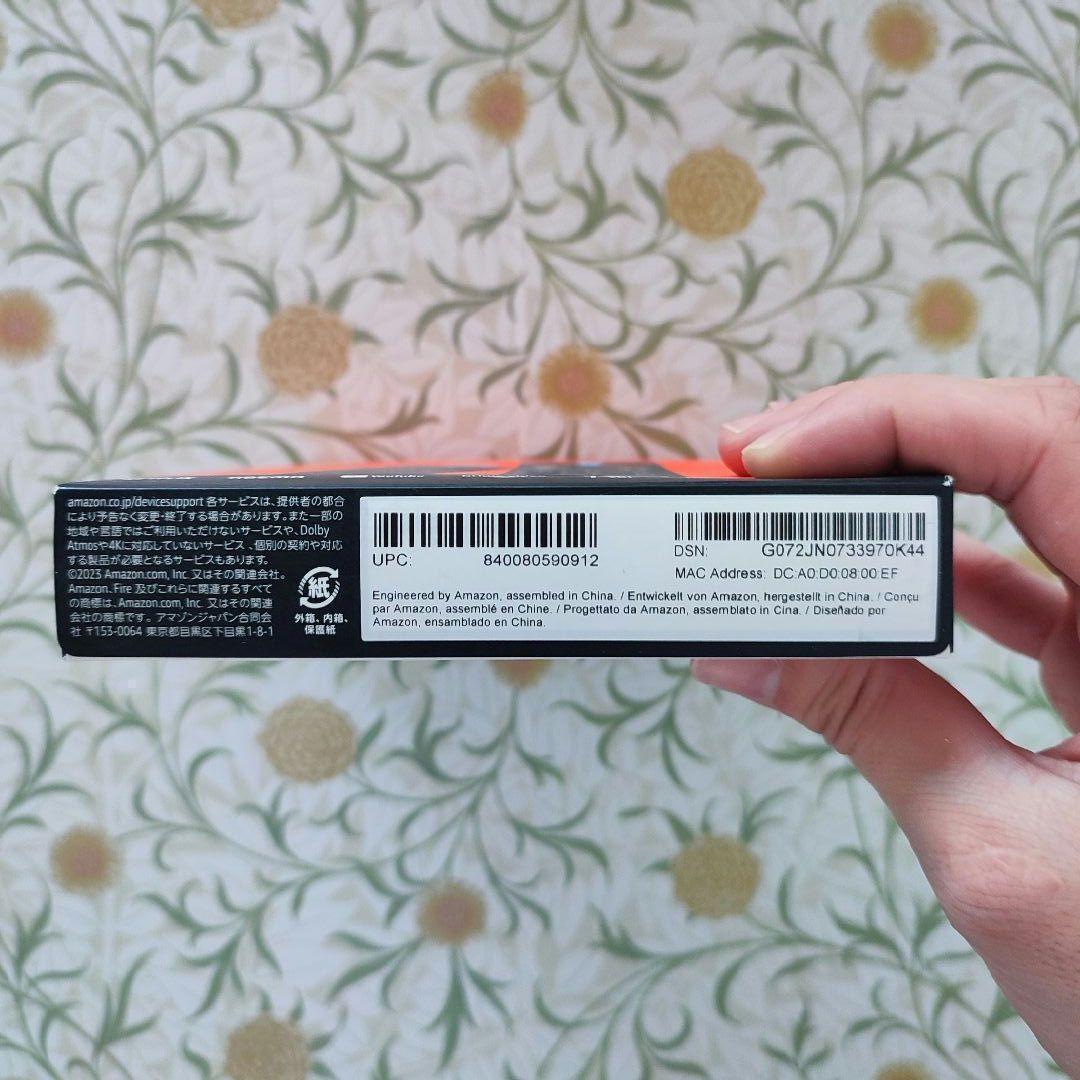 amazon.co.jp/devicesupport 各サービスは、提供者の都合
により予告なく変更・終了する場合があります。また一部の
地域や言語ではご利用いただけないサービスや、Dolby
Atmosや4Kに対応していないサービス、個別の契約や対応
する製品が必要となるサービスもあります。
©2023 Amazon.com, Inc. 又はその関連会社。
Amazon、Fire 及びこれらに関連するすべて
の商標は、Amazon.com, Inc. 又はその関連
会社の商標です。アマゾンジャパン合同会
社 〒153-0064 東京都目黒区下目黒1-8-1
紙
外箱、内箱、
保護紙
UPC: 840080590912
DSN: G072JN0733970K44
MAC Address: DC:A0:D0:08:00:EF
Engineered by Amazon, assembled in China. / Entwickelt von Amazon, hergestellt in China. / Conçu
par Amazon, assemblé en Chine. / Progettato da Amazon, assemblato in Cina. / Diseñado por
Amazon, ensamblado en China.